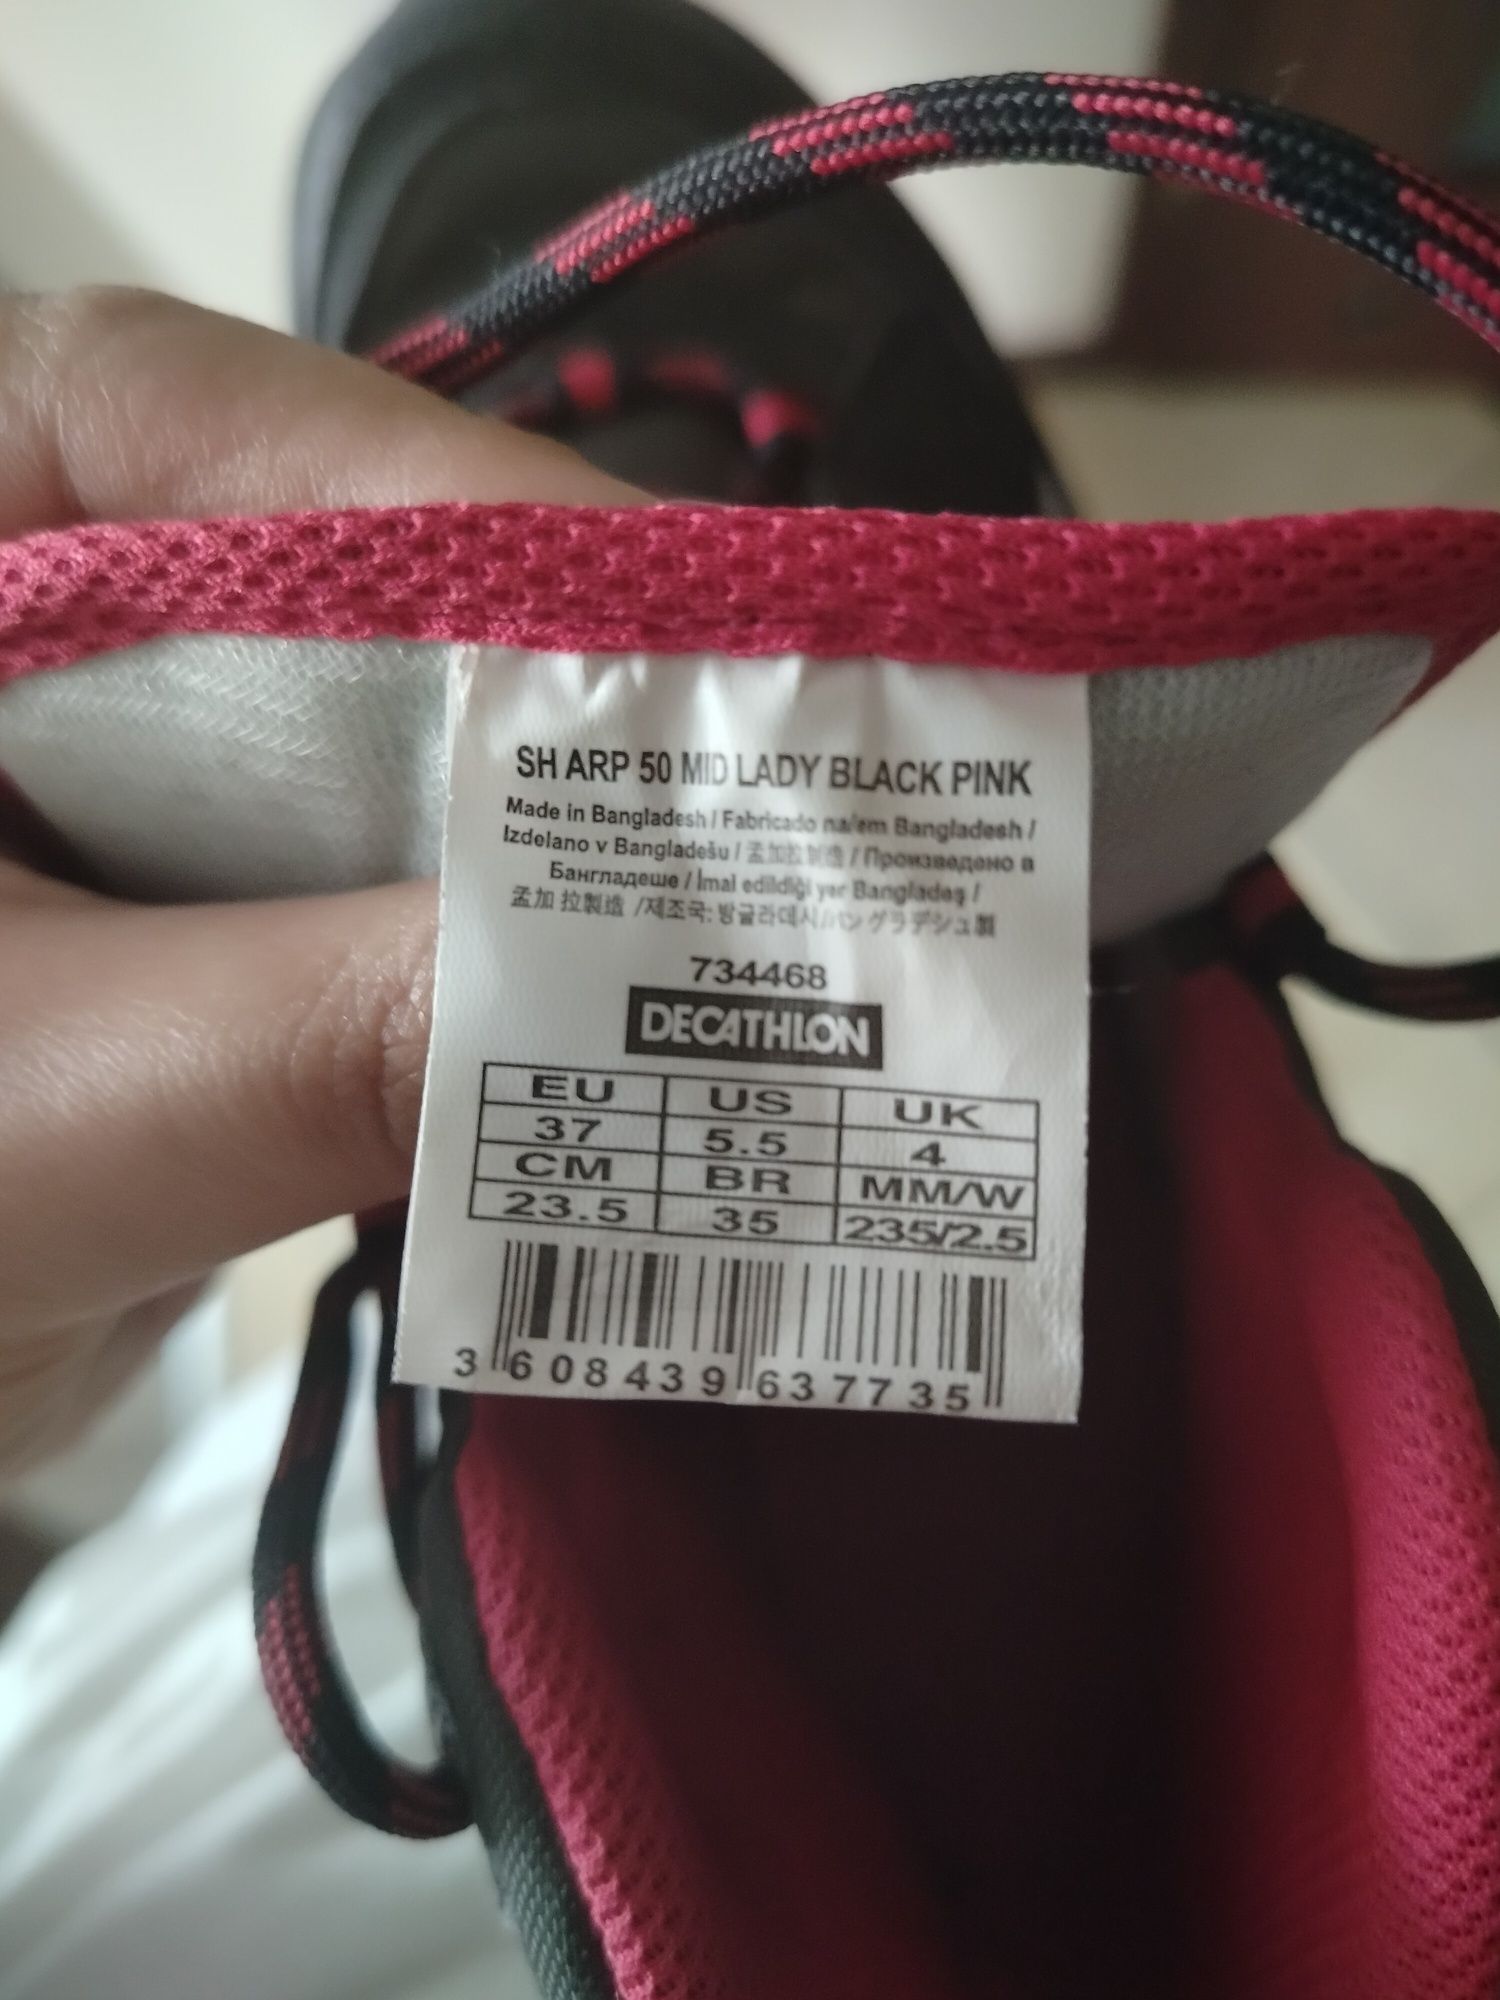 SH ARP 50 MID LADY BLACK PINK
Made in Bangladesh / Fabricado na/em Bangladesh /
Izdelano v Bangladešu / 孟加拉製造 / Произведено в
Бангладеше / İmal edildiği yer Bangladeş /
孟加 拉製造 /제조국: 방글라데시/バングラデシュ製
734468
DECATHLON
EU US UK
37 5.5 4
CM BR MM/W
23.5 35 235/2.5
3 608439 637735